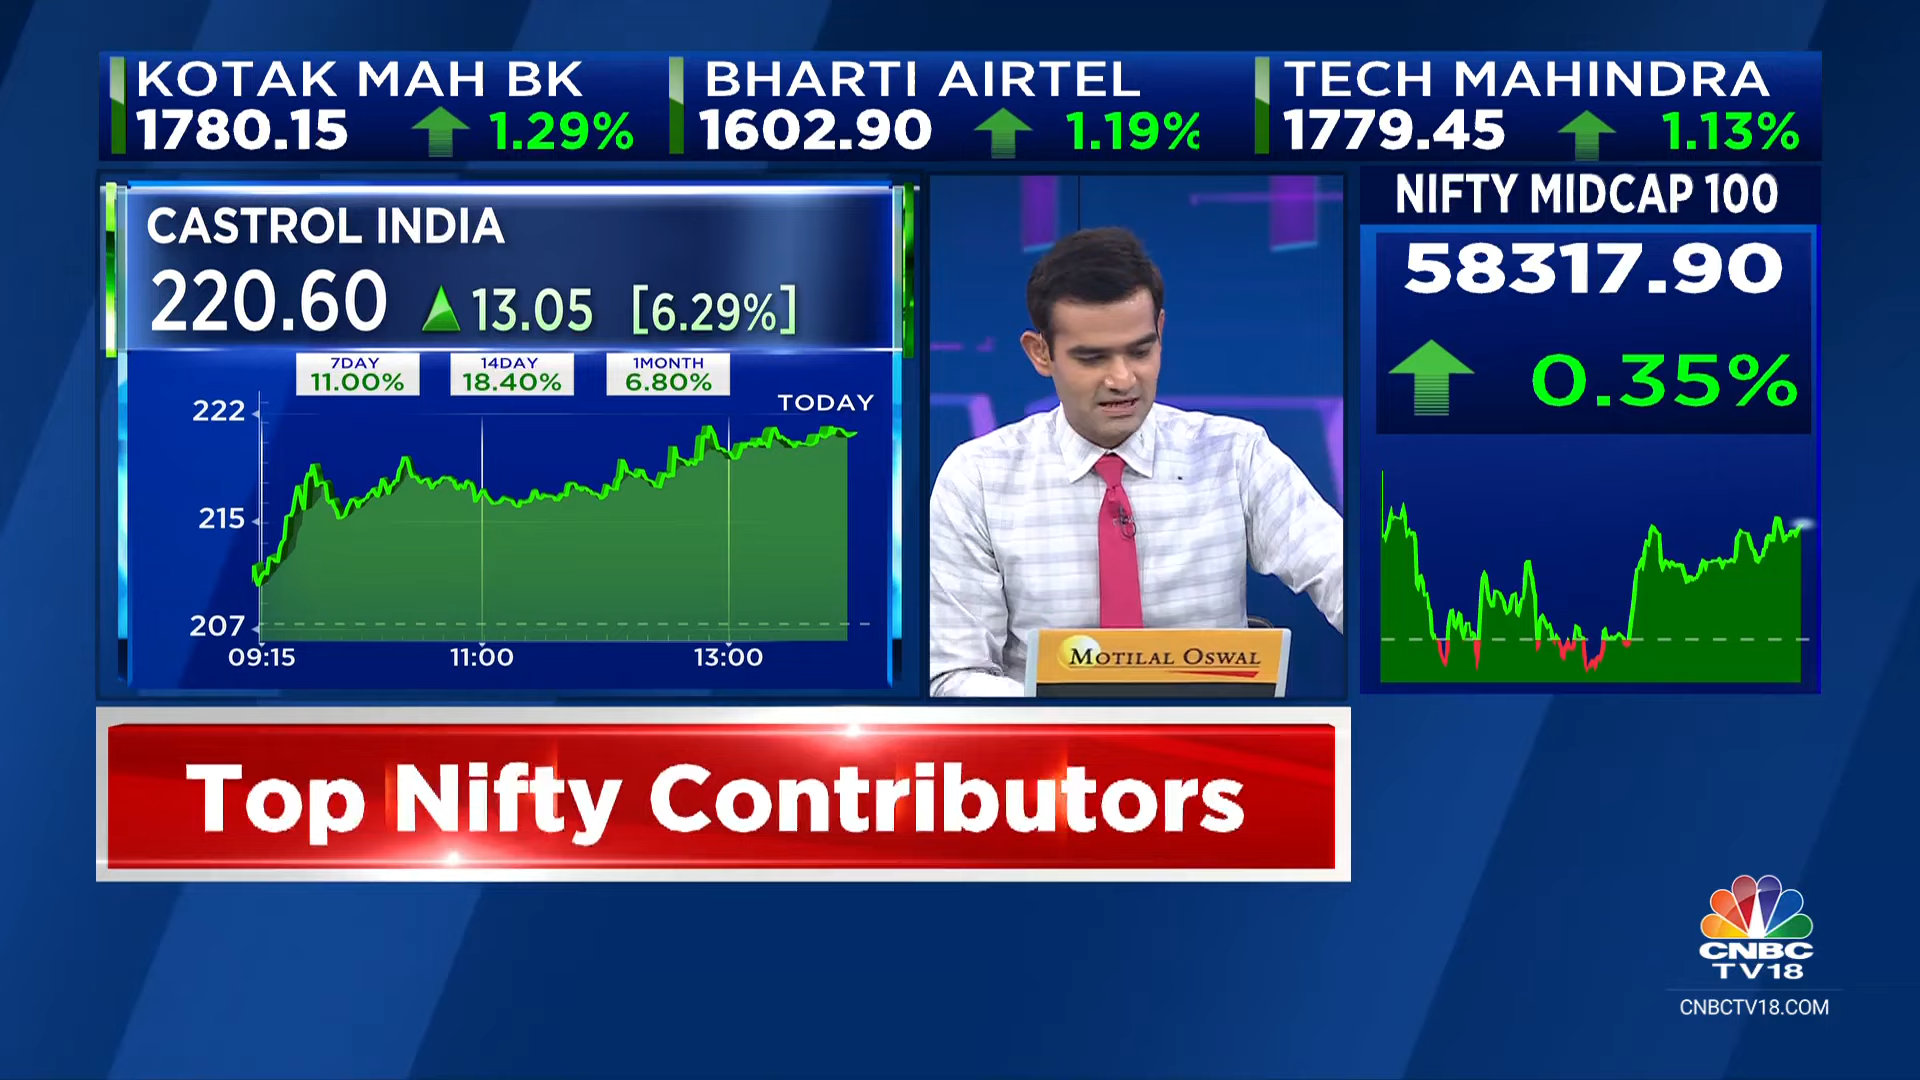 KOTAK MAH BK
1780.15 1.29%
BHARTI AIRTEL
1602.90 1.19%
TECH MAHINDRA
1779.45 1.13%
CASTROL INDIA
220.60 13.05 [6.29%]
7DAY
11.00%
14DAY
18.40%
1MONTH
6.80%
TODAY
222
215
207
09:15 11:00 13:00
MOTILAL OSWAL
NIFTY MIDCAP 100
58317.90
0.35%
Top Nifty Contributors
CNBC
TV18
CNBCTV18.COM